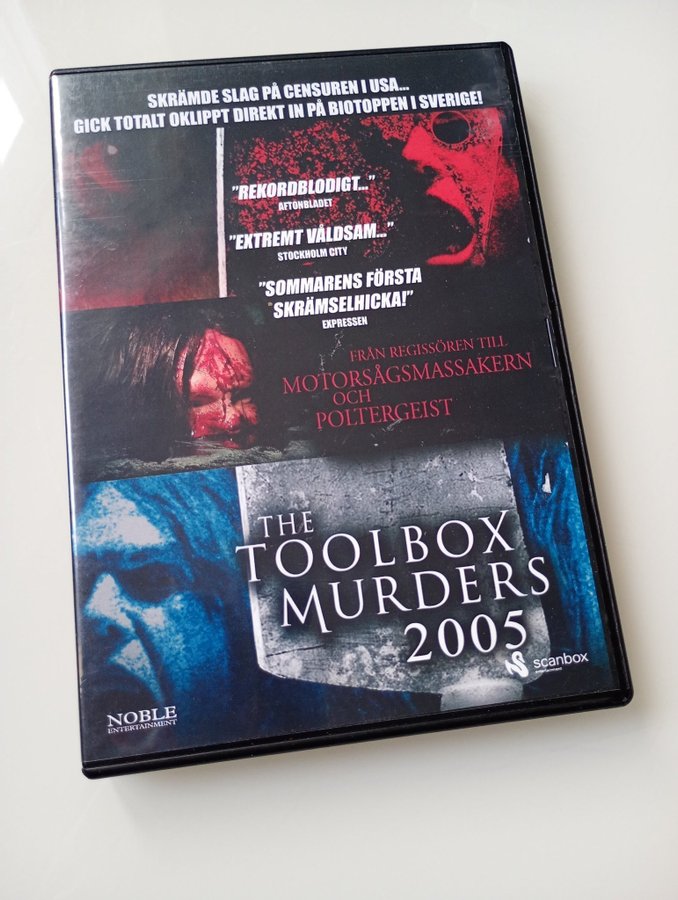 SKRÄMDE SLAG PÅ CENSUREN I USA...
GICK TOTALT OKLIPPT DIREKT IN PÅ BIOTOPPEN I SVERIGE!
"REKORDBLODIGT..."
AFTONBLADET
"EXTREMT VÅLDSAM..."
STOCKHOLM CITY
"SOMMARENS FÖRSTA
SKRÄMSELHICKA!"
EXPRESSEN
FRÅN REGISSÖREN TILL
MOTORSÅGSMASSAKERN
OCH
POLTERGEIST
THE
TOOLBOX
MURDERS
2005
scanbox
entertainment
NOBLE
ENTERTAINMENT